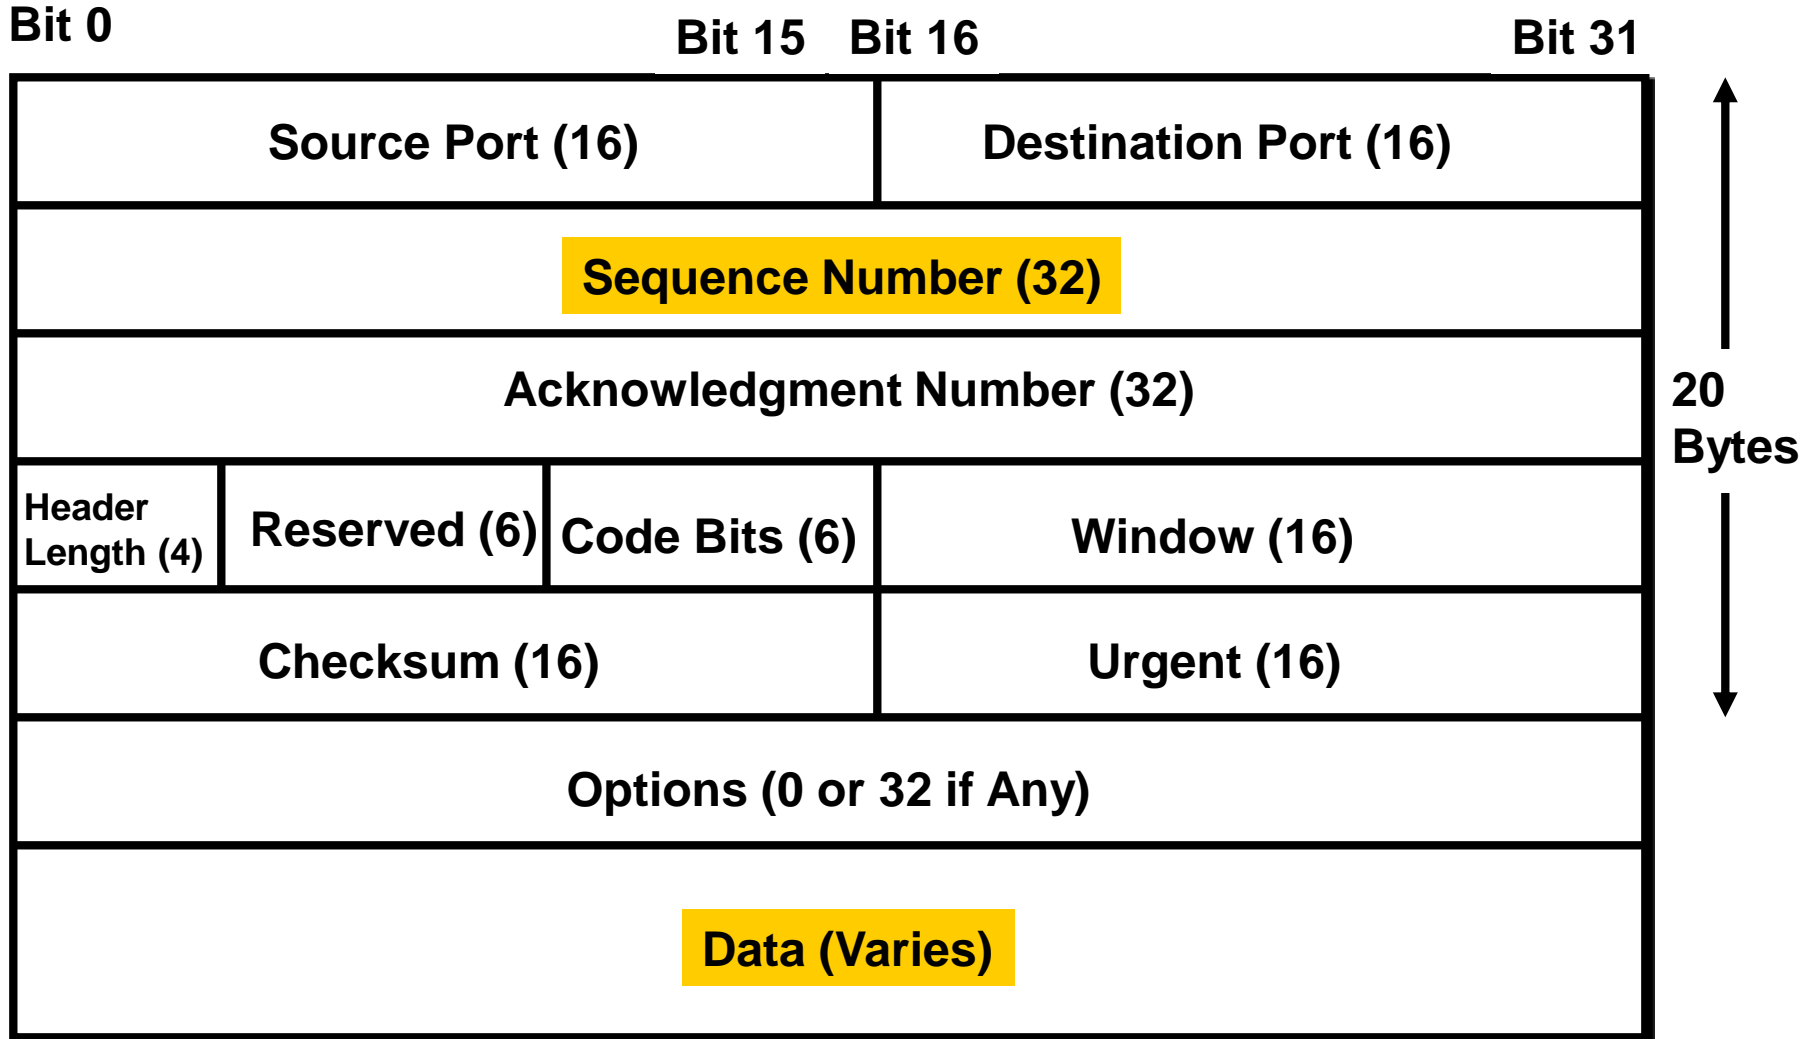 Bit 0
Bit 15
Bit 16
Bit 31
Source Port (16)
Destination Port (16)
Sequence Number (32)
Acknowledgment Number (32)
20
Bytes
Header
Length (4)
Reserved (6)
Code Bits (6)
Window (16)
Checksum (16)
Urgent (16)
Options (0 or 32 if Any)
Data (Varies)